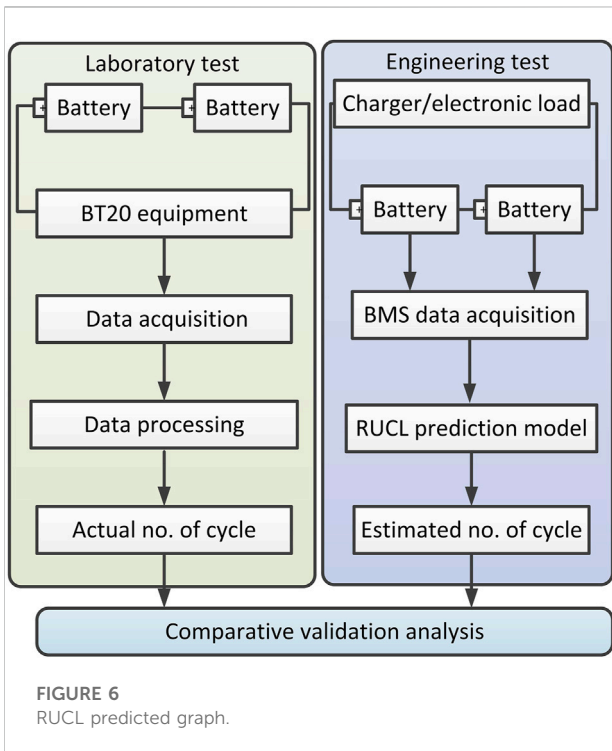 Laboratory test
+ Battery
+ Battery
BT20 equipment
Data acquisition
Data processing
Actual no. of cycle
Engineering test
Charger/electronic load
+ Battery
+ Battery
BMS data acquisition
RUCL prediction model
Estimated no. of cycle
Comparative validation analysis
FIGURE 6
RUCL predicted graph.